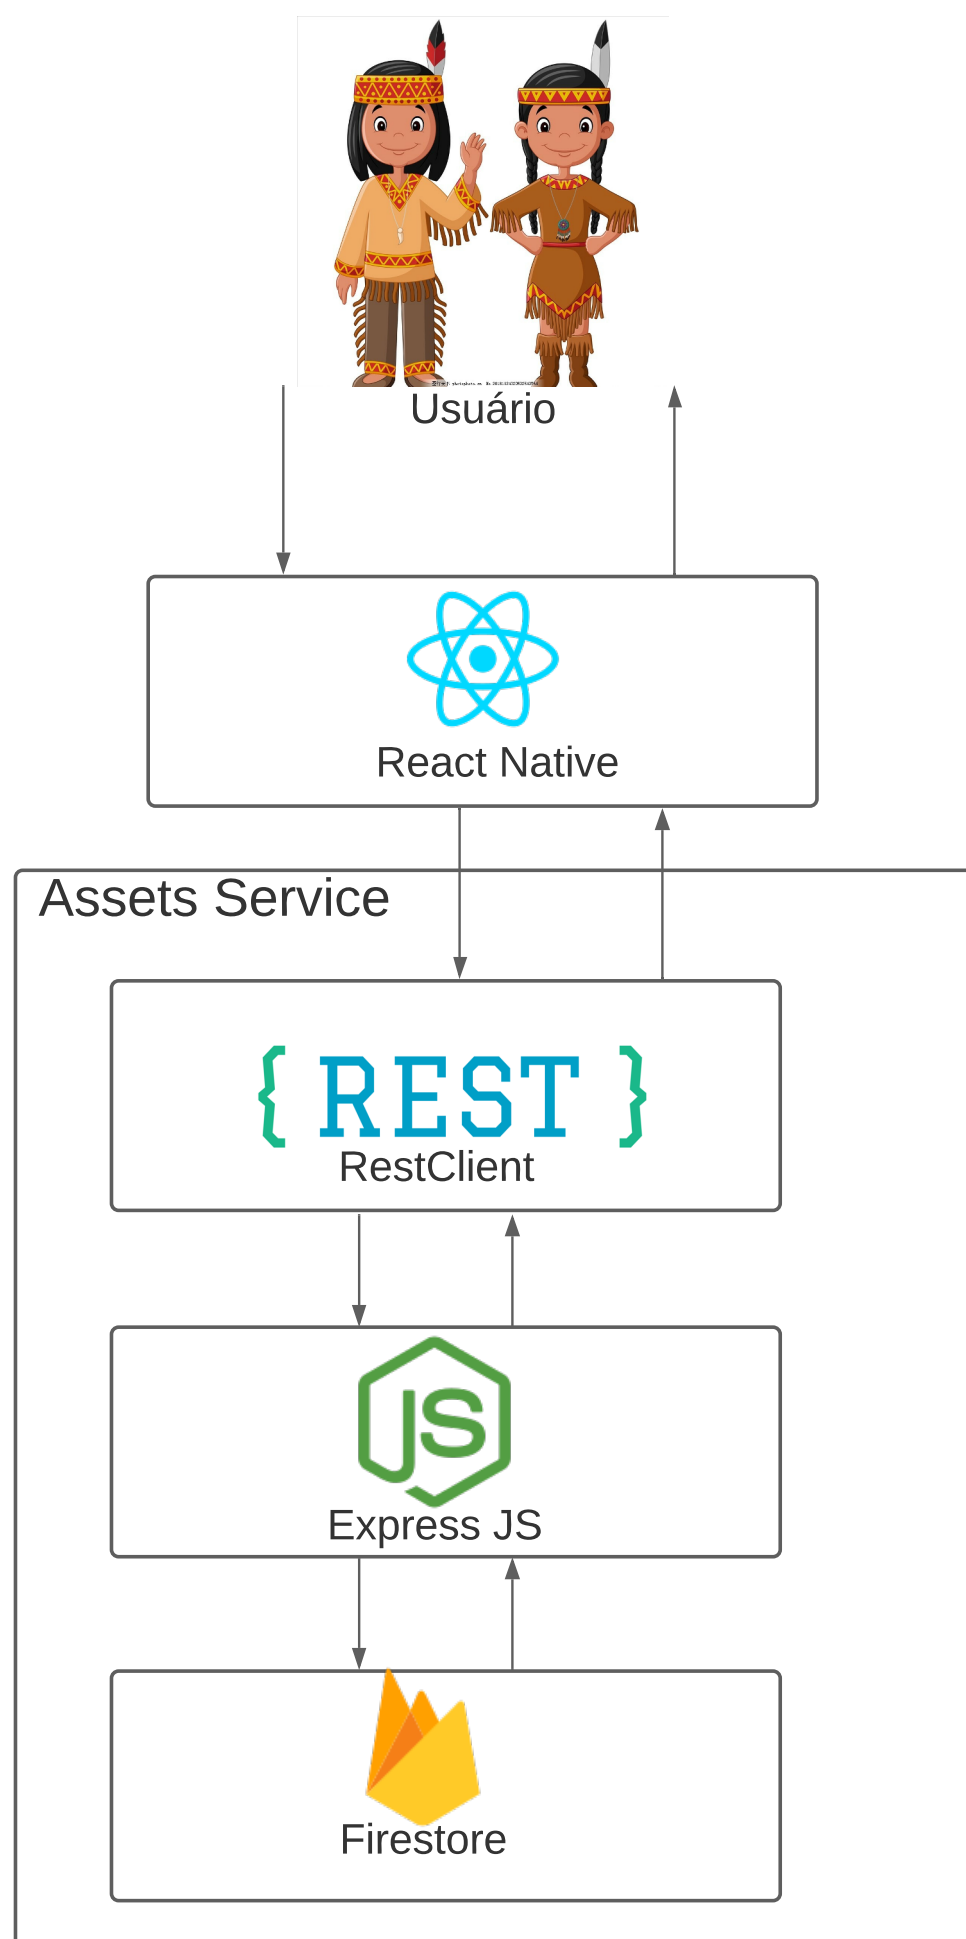 Usuário
React Native
Assets Service
{ REST }
RestClient
JS
Express JS
Firestore